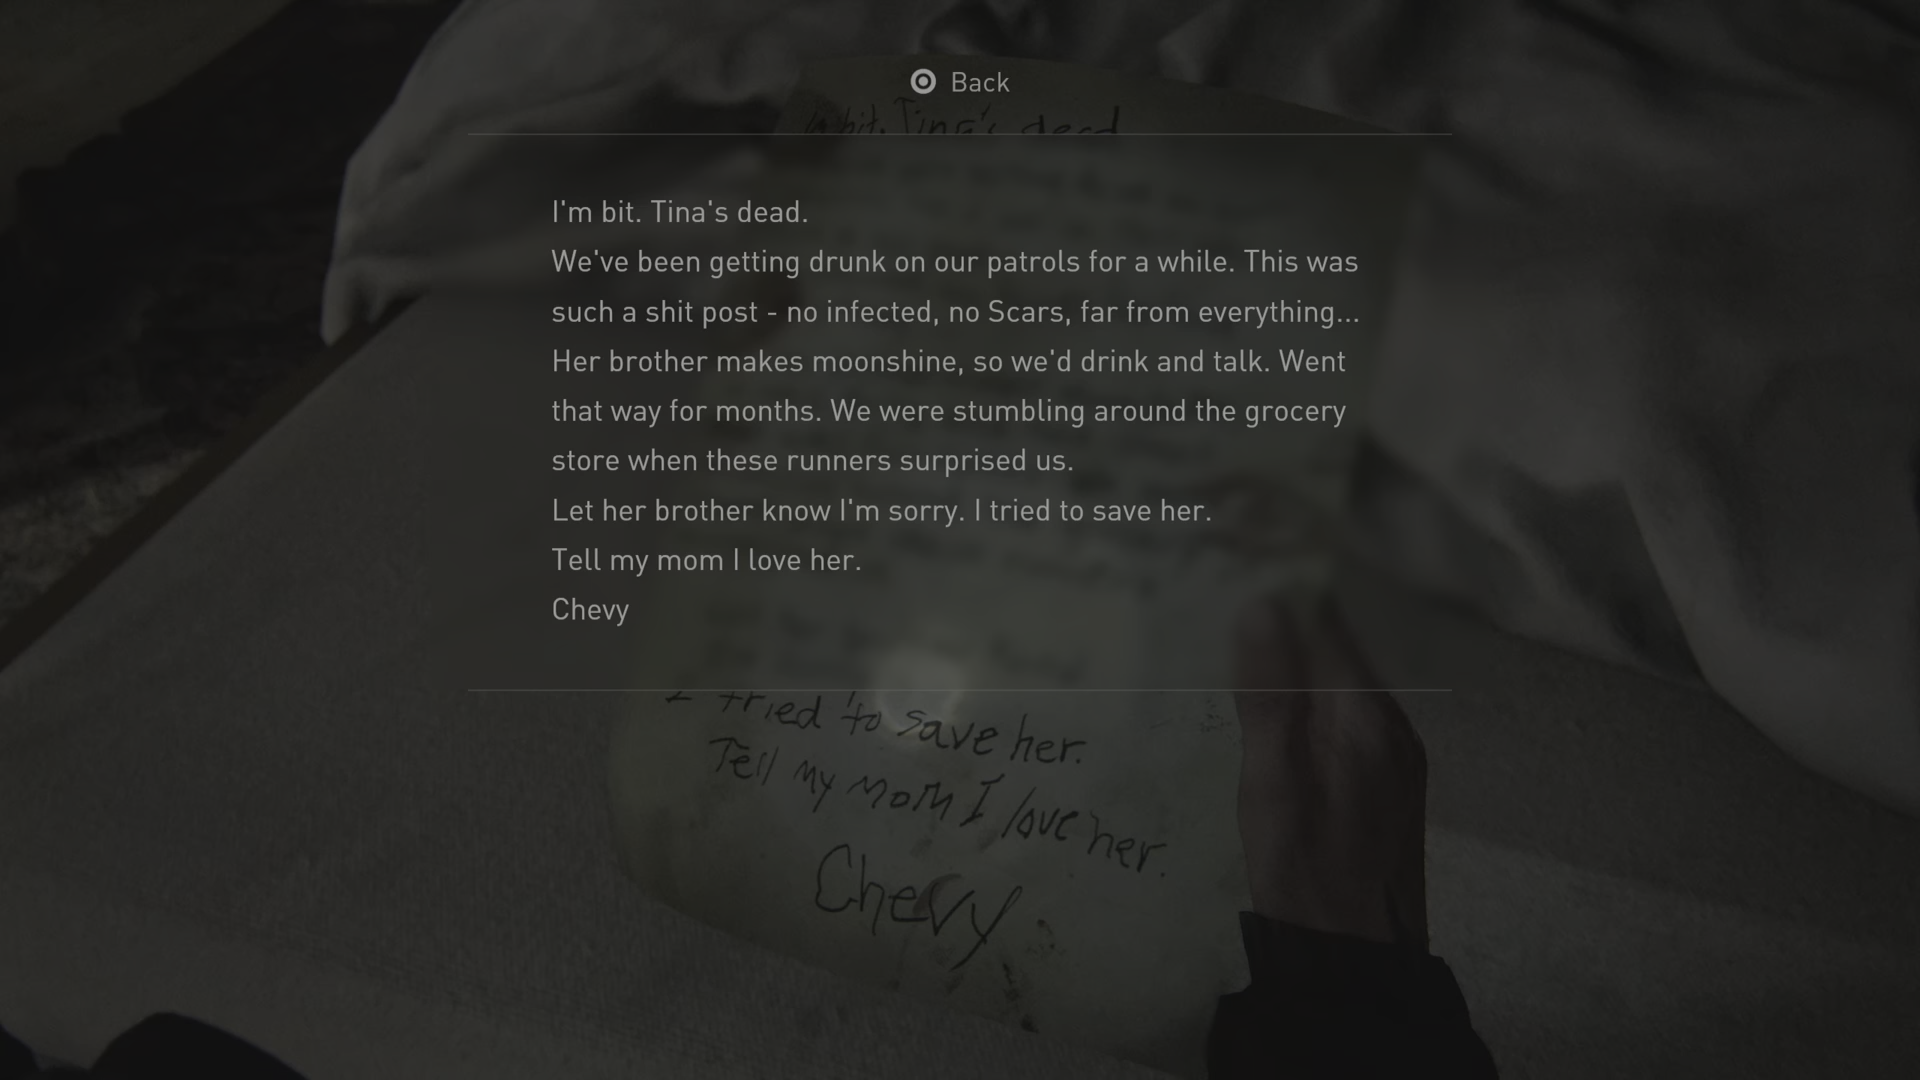 Back
I'm bit. Tina's dead.
We've been getting drunk on our patrols for a while. This was
such a shit post - no infected, no Scars, far from everything...
Her brother makes moonshine, so we'd drink and talk. Went
that way for months. We were stumbling around the grocery
store when these runners surprised us.
Let her brother know I'm sorry. I tried to save her.
Tell my mom I love her.
Chevy
bit. Tina's dead
I tried to save her.
Tell my mom I love her.
Chevy